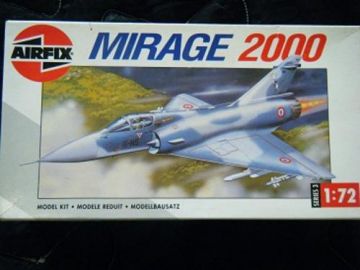 AIRFIX
MIRAGE 2000
MODEL KIT • MODELE REDUIT • MODELLBAUSATZ
SERIES 3
1:72